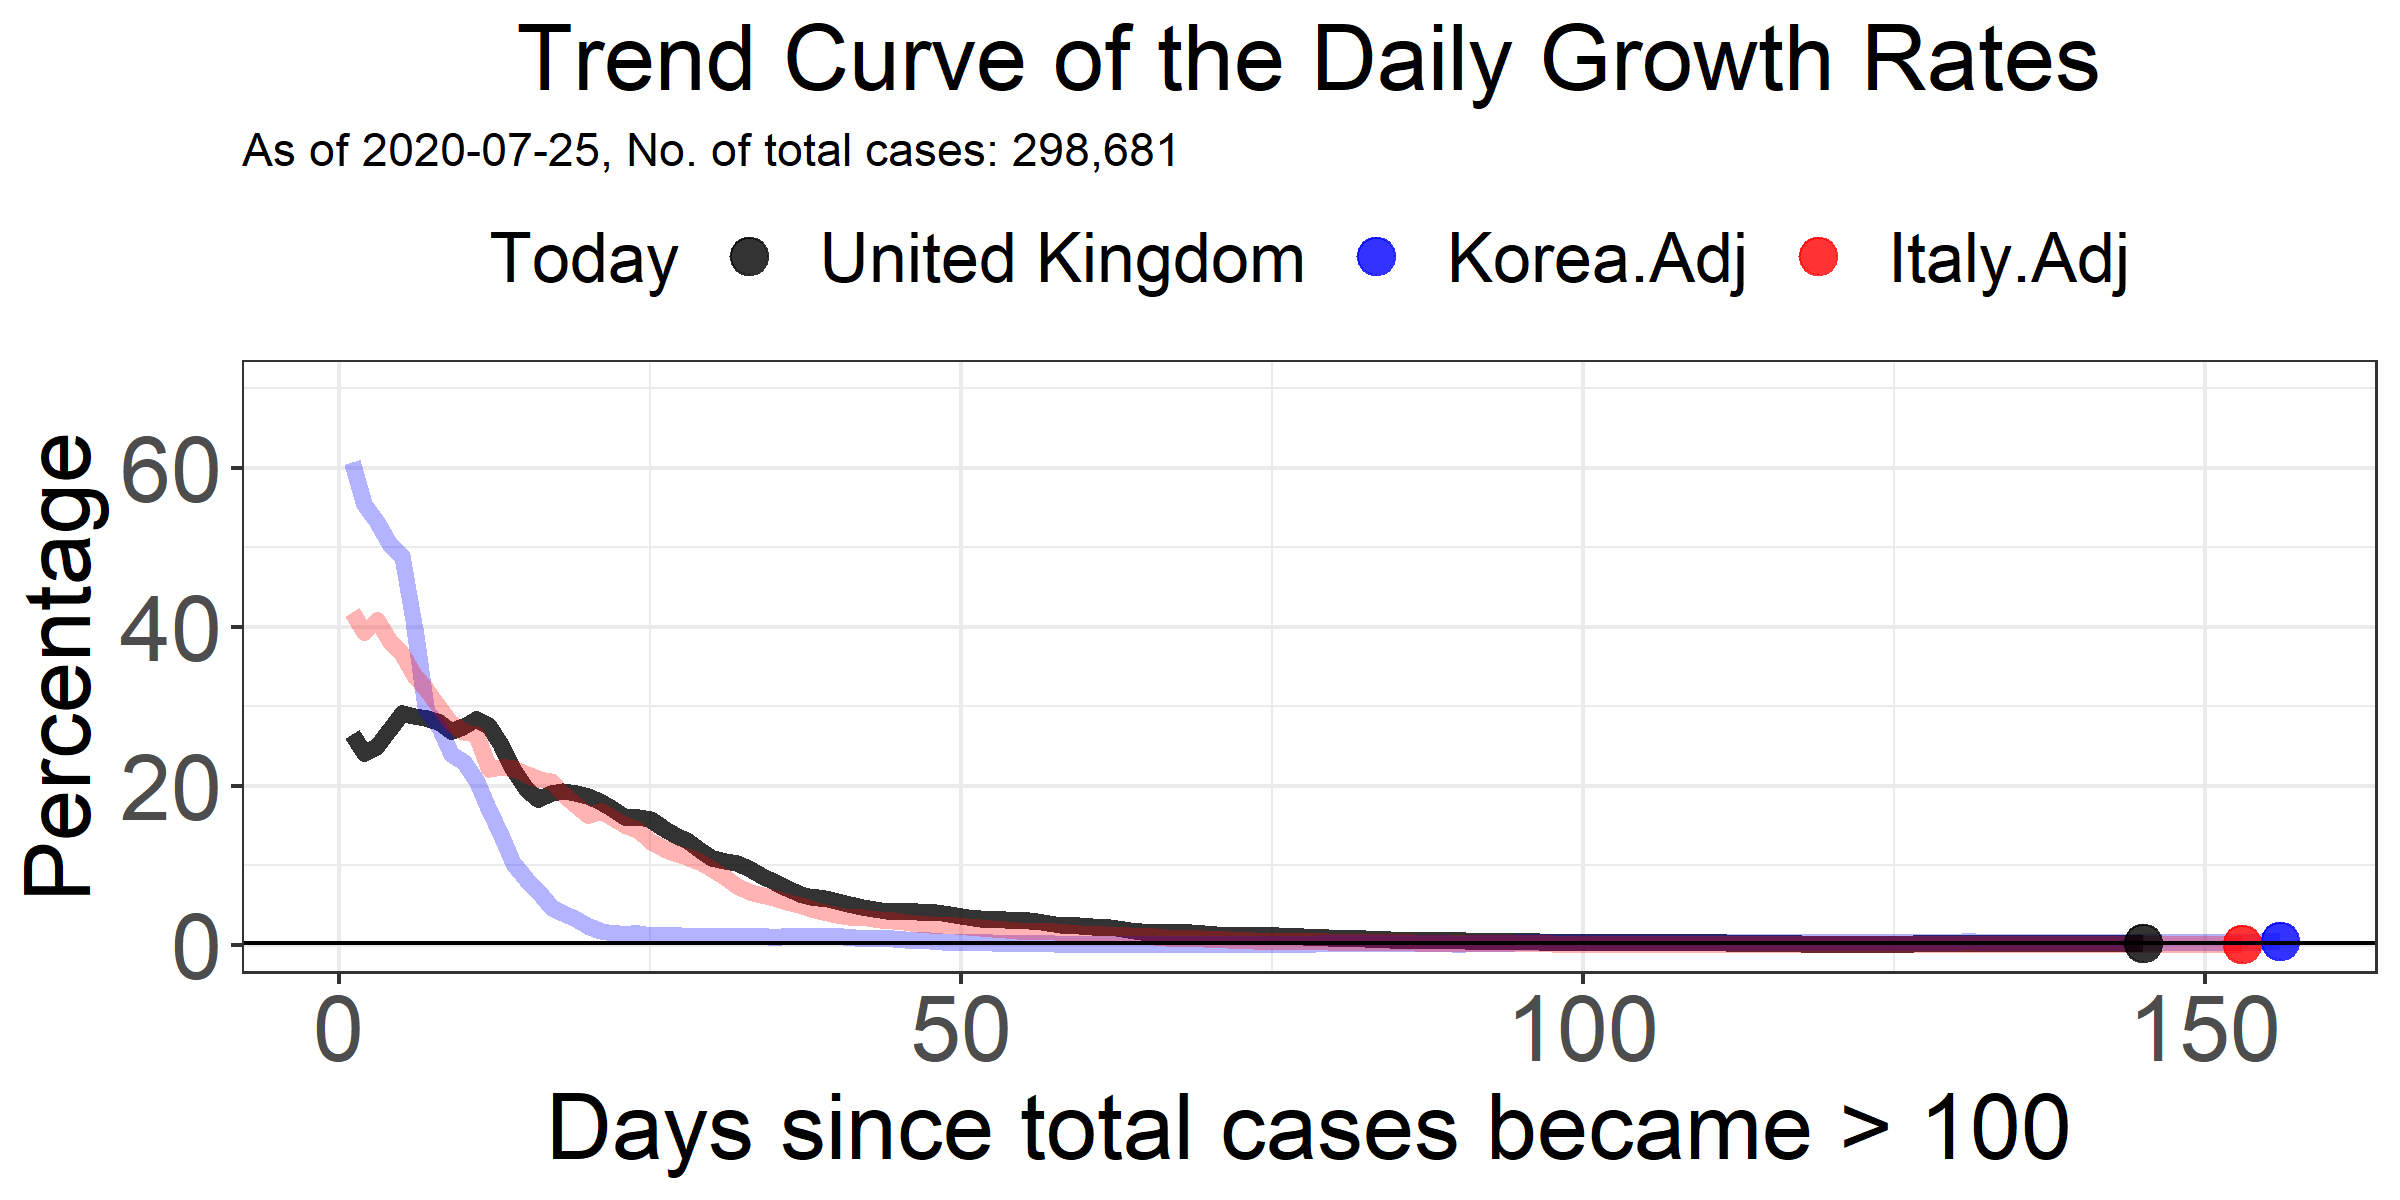 Trend Curve of the Daily Growth Rates
As of 2020-07-25, No. of total cases: 298,681
Today United Kingdom Korea.Adj Italy.Adj
Percentage
60
40
20
0
0 50 100 150
Days since total cases became > 100